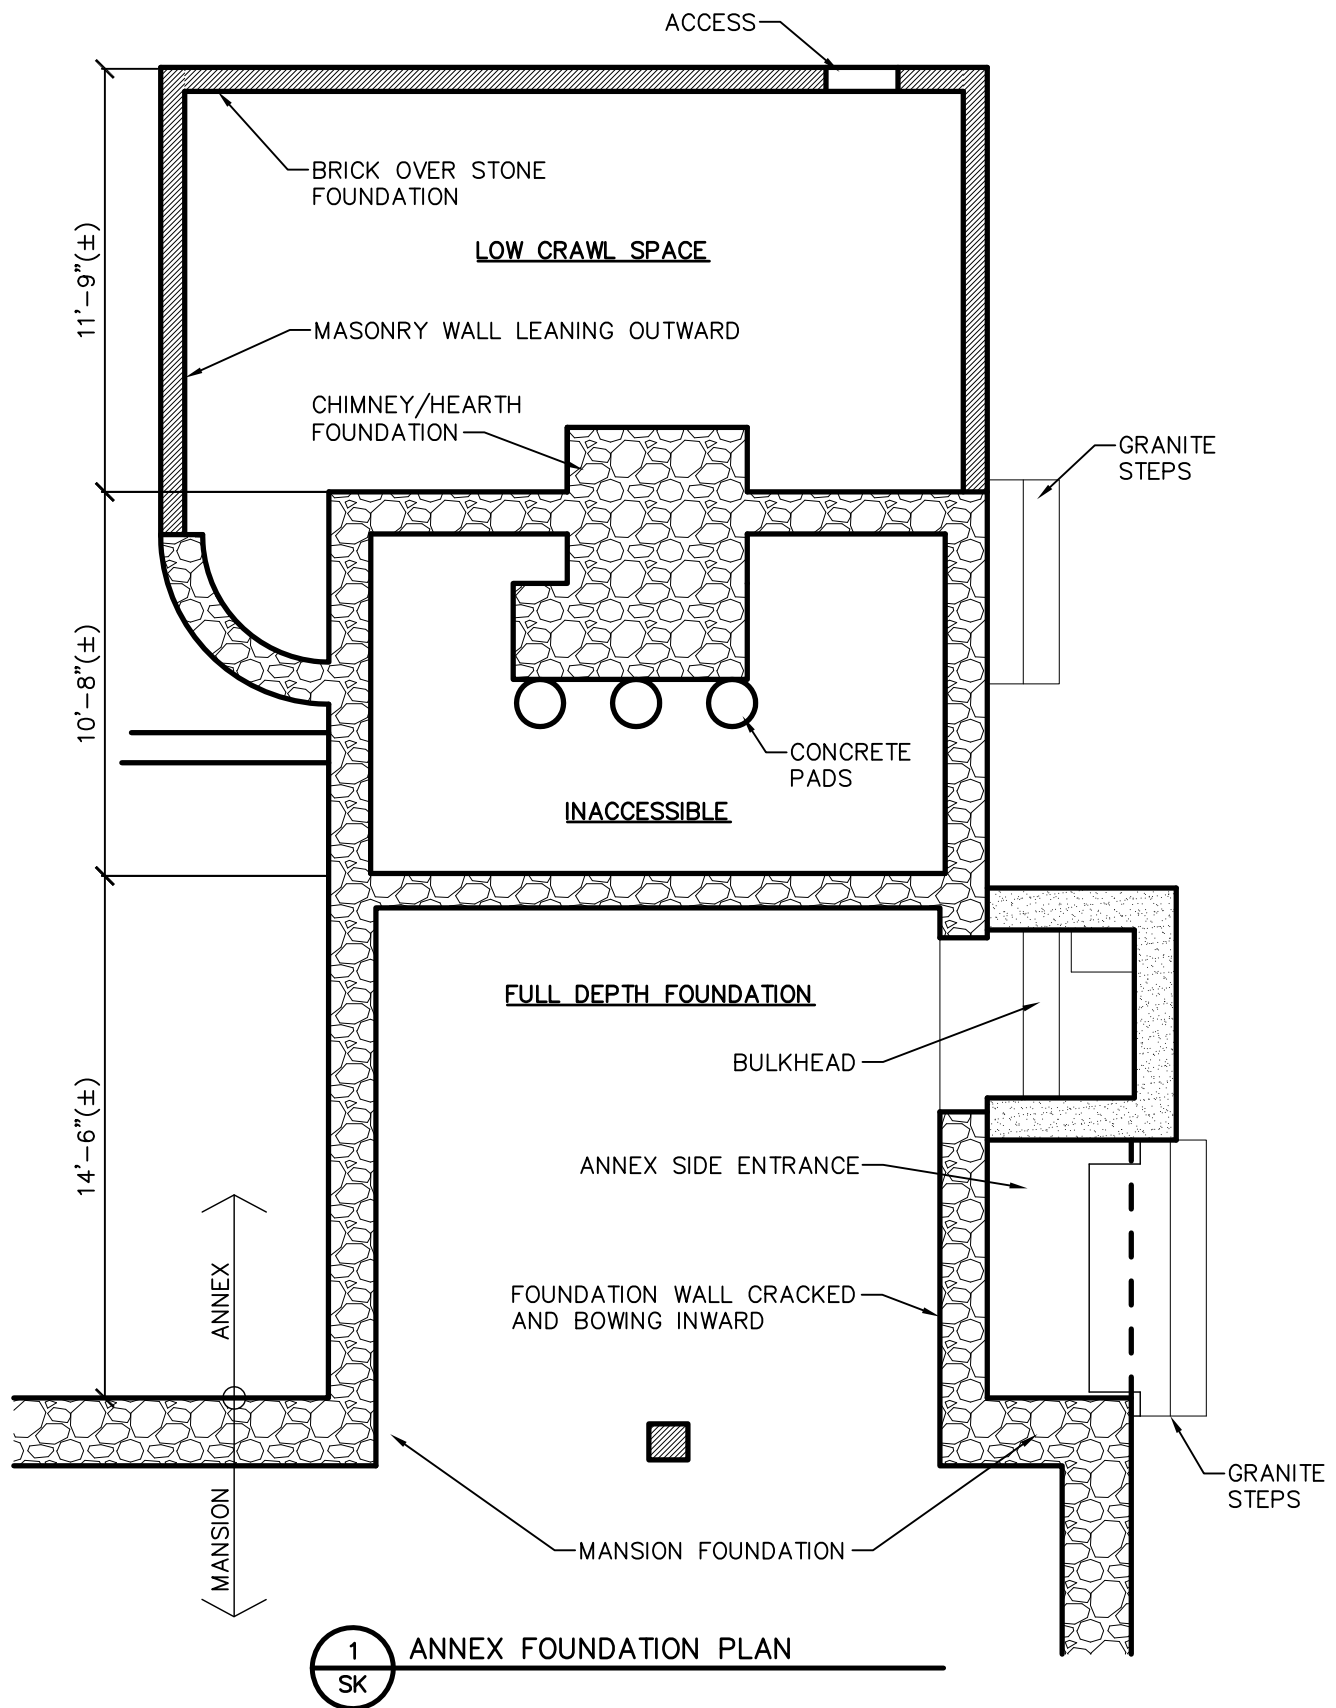 ACCESS
BRICK OVER STONE
FOUNDATION
11'-9"(±)
LOW CRAWL SPACE
MASONRY WALL LEANING OUTWARD
CHIMNEY/HEARTH
FOUNDATION
GRANITE
STEPS
10'-8"(±)
CONCRETE
PADS
INACCESSIBLE
FULL DEPTH FOUNDATION
BULKHEAD
14'-6"(±)
ANNEX SIDE ENTRANCE
ANNEX
FOUNDATION WALL CRACKED
AND BOWING INWARD
MANSION
GRANITE
STEPS
MANSION FOUNDATION
1
SK
ANNEX FOUNDATION PLAN